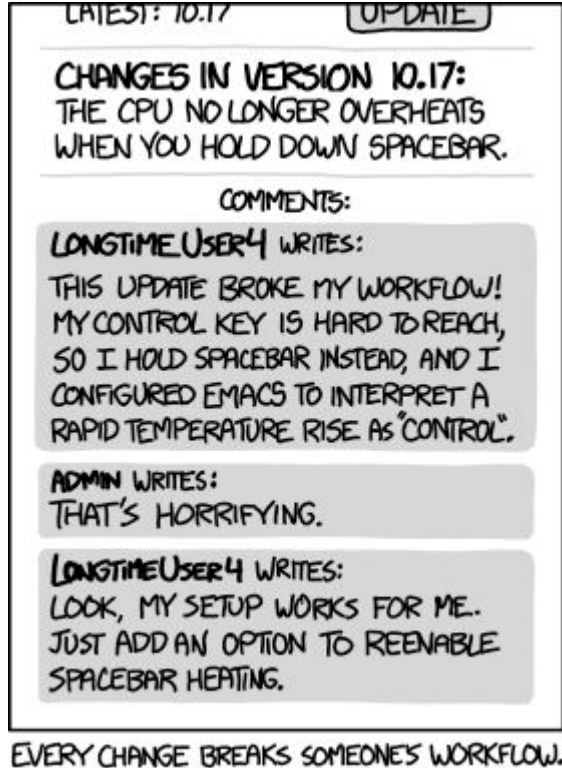 LATEST: 10.17 UPDATE
CHANGES IN VERSION 10.17:
THE CPU NO LONGER OVERHEATS
WHEN YOU HOLD DOWN SPACEBAR.
COMMENTS:
LONGTIMEUSER4 WRITES:
THIS UPDATE BROKE MY WORKFLOW!
MY CONTROL KEY IS HARD TO REACH,
SO I HOLD SPACEBAR INSTEAD, AND I
CONFIGURED EMACS TO INTERPRET A
RAPID TEMPERATURE RISE AS "CONTROL".
ADMIN WRITES:
THAT'S HORRIFYING.
LONGTIMEUSER4 WRITES:
LOOK, MY SETUP WORKS FOR ME.
JUST ADD AN OPTION TO REENABLE
SPACEBAR HEATING.
EVERY CHANGE BREAKS SOMEONE'S WORKFLOW.